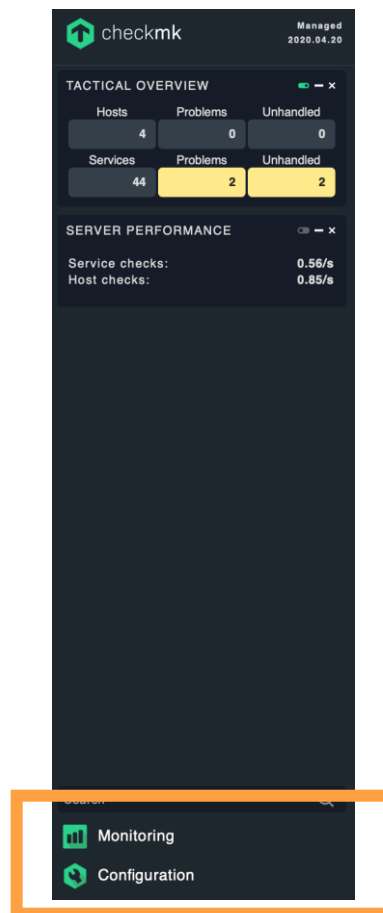 checkmk
Managed
2020.04.20
TACTICAL OVERVIEW
Hosts Problems Unhandled
4 0 0
Services Problems Unhandled
44 2 2
SERVER PERFORMANCE
Service checks: 0.56/s
Host checks: 0.85/s
Search
Monitoring
Configuration